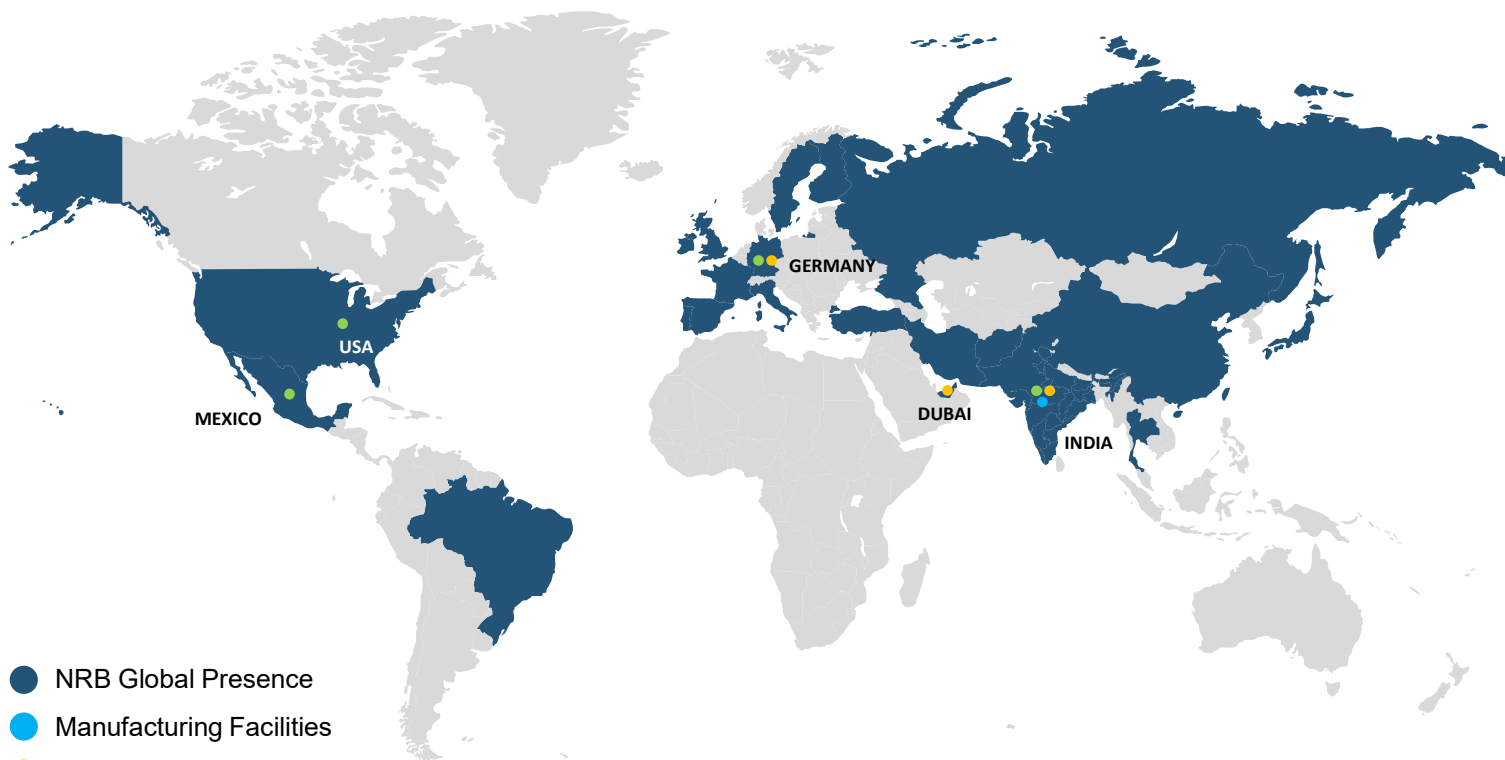 GERMANY
USA
MEXICO
DUBAI
INDIA
NRB Global Presence
Manufacturing Facilities